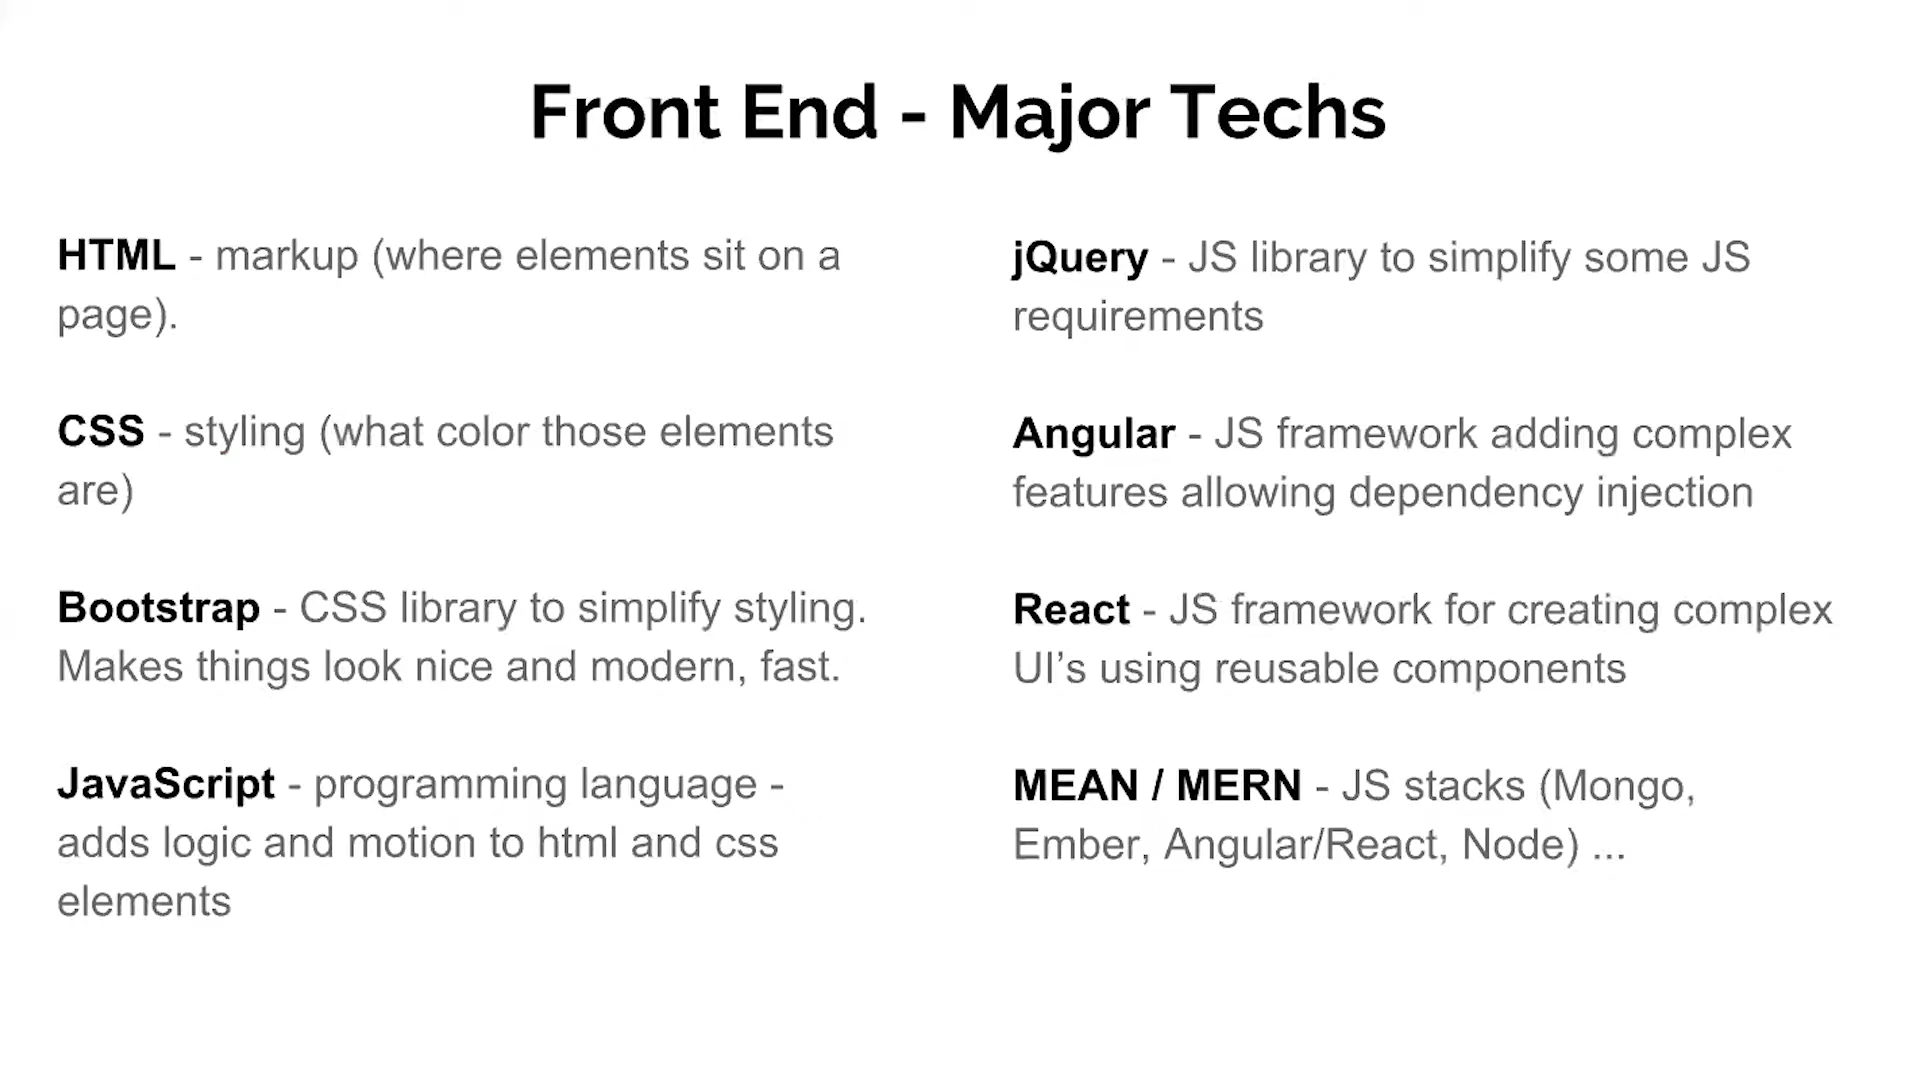 Front End - Major Techs
HTML - markup (where elements sit on a
page).
CSS - styling (what color those elements
are)
Bootstrap - CSS library to simplify styling.
Makes things look nice and modern, fast.
JavaScript - programming language -
adds logic and motion to html and css
elements
jQuery - JS library to simplify some JS
requirements
Angular - JS framework adding complex
features allowing dependency injection
React - JS framework for creating complex
UI’s using reusable components
MEAN / MERN - JS stacks (Mongo,
Ember, Angular/React, Node) ...